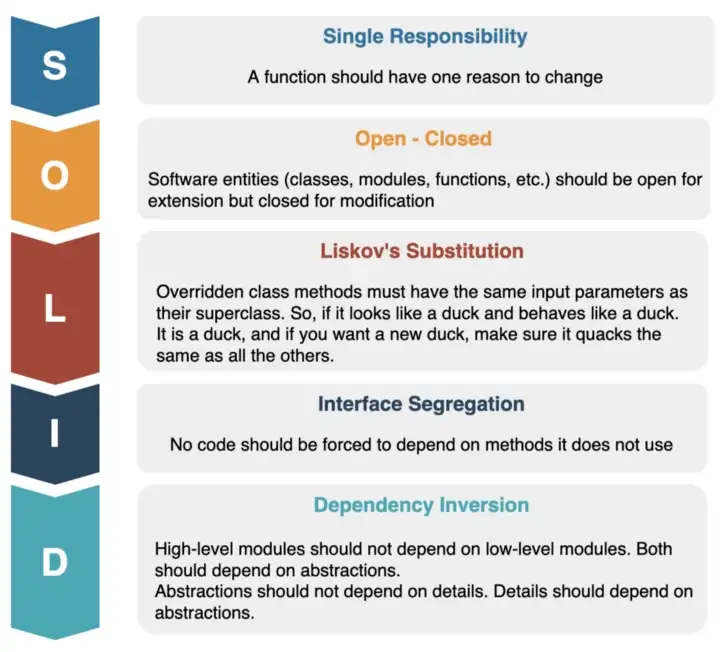 S
Single Responsibility
A function should have one reason to change
O
Open - Closed
Software entities (classes, modules, functions, etc.) should be open for
extension but closed for modification
L
Liskov's Substitution
Overridden class methods must have the same input parameters as
their superclass. So, if it looks like a duck and behaves like a duck.
It is a duck, and if you want a new duck, make sure it quacks the
same as all the others.
I
Interface Segregation
No code should be forced to depend on methods it does not use
D
Dependency Inversion
High-level modules should not depend on low-level modules. Both
should depend on abstractions.
Abstractions should not depend on details. Details should depend on
abstractions.